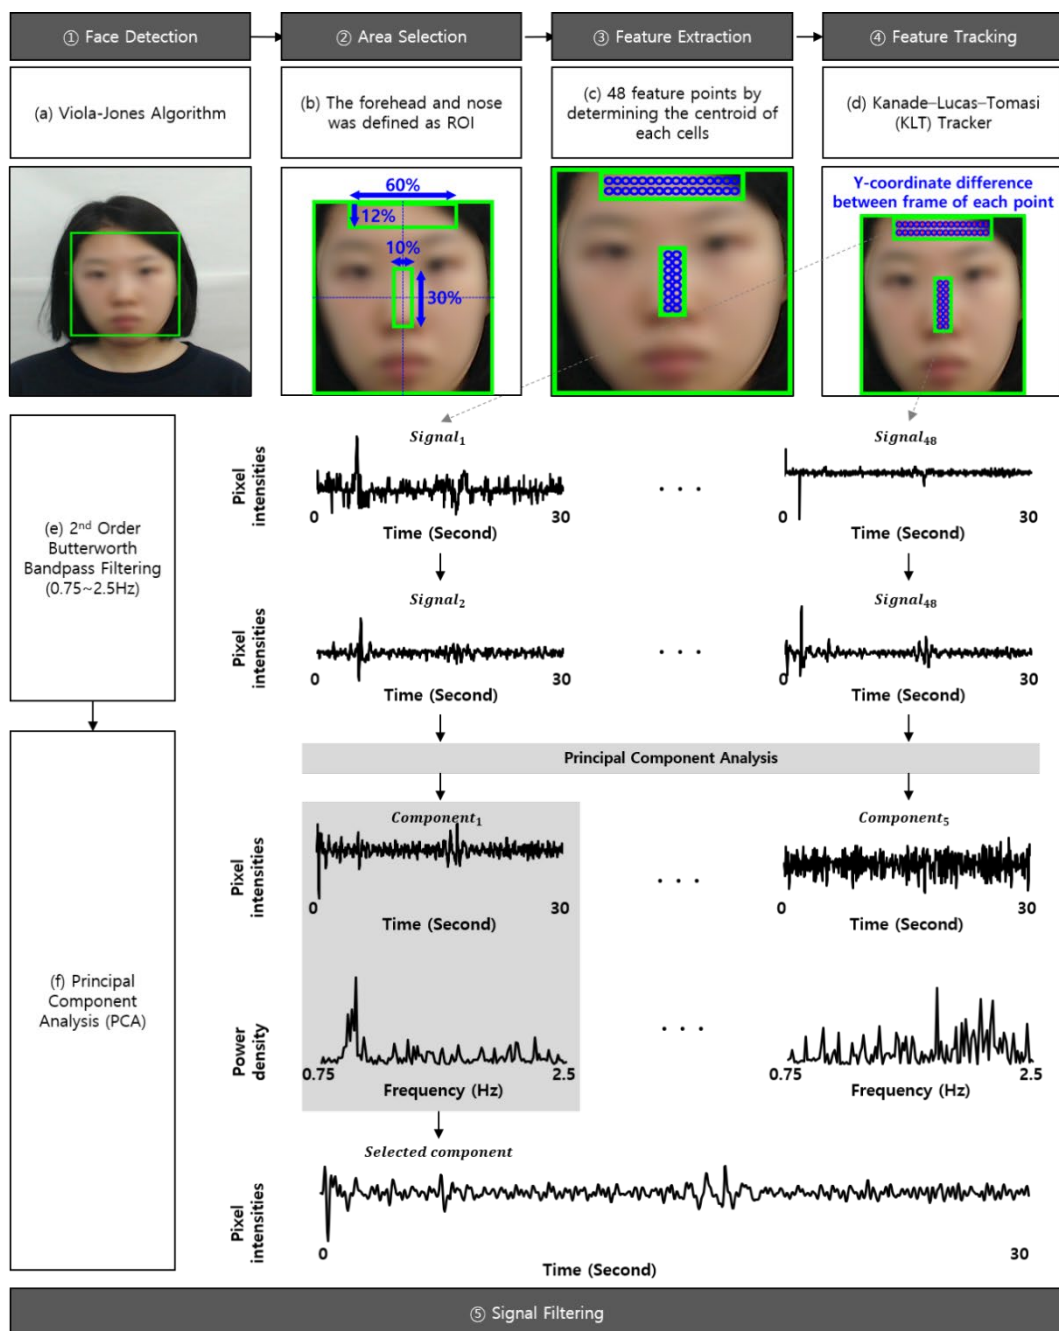 ① Face Detection
② Area Selection
③ Feature Extraction
④ Feature Tracking
(a) Viola-Jones Algorithm
(b) The forehead and nose
was defined as ROI
(c) 48 feature points by
determining the centroid of
each cells
(d) Kanade–Lucas–Tomasi
(KLT) Tracker
60%
12%
10%
30%
Y-coordinate difference
between frame of each point
(e) 2nd Order
Butterworth
Bandpass Filtering
(0.75~2.5Hz)
Pixel
intensities
Signal1
0
30
Time (Second)
. . .
Signal48
0
30
Time (Second)
Pixel
intensities
Signal2
0
30
Time (Second)
. . .
Signal48
0
30
Time (Second)
Principal Component Analysis
(f) Principal
Component
Analysis (PCA)
Pixel
intensities
Component1
0
30
Time (Second)
. . .
Component5
0
30
Time (Second)
Power
density
0.75
2.5
Frequency (Hz)
. . .
0.75
2.5
Frequency (Hz)
Selected component
Pixel
intensities
0
30
Time (Second)
⑤ Signal Filtering